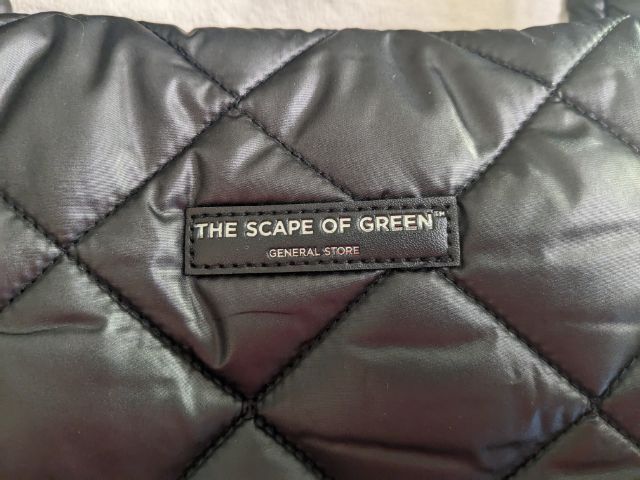 THE SCAPE OF GREEN™
GENERAL STORE